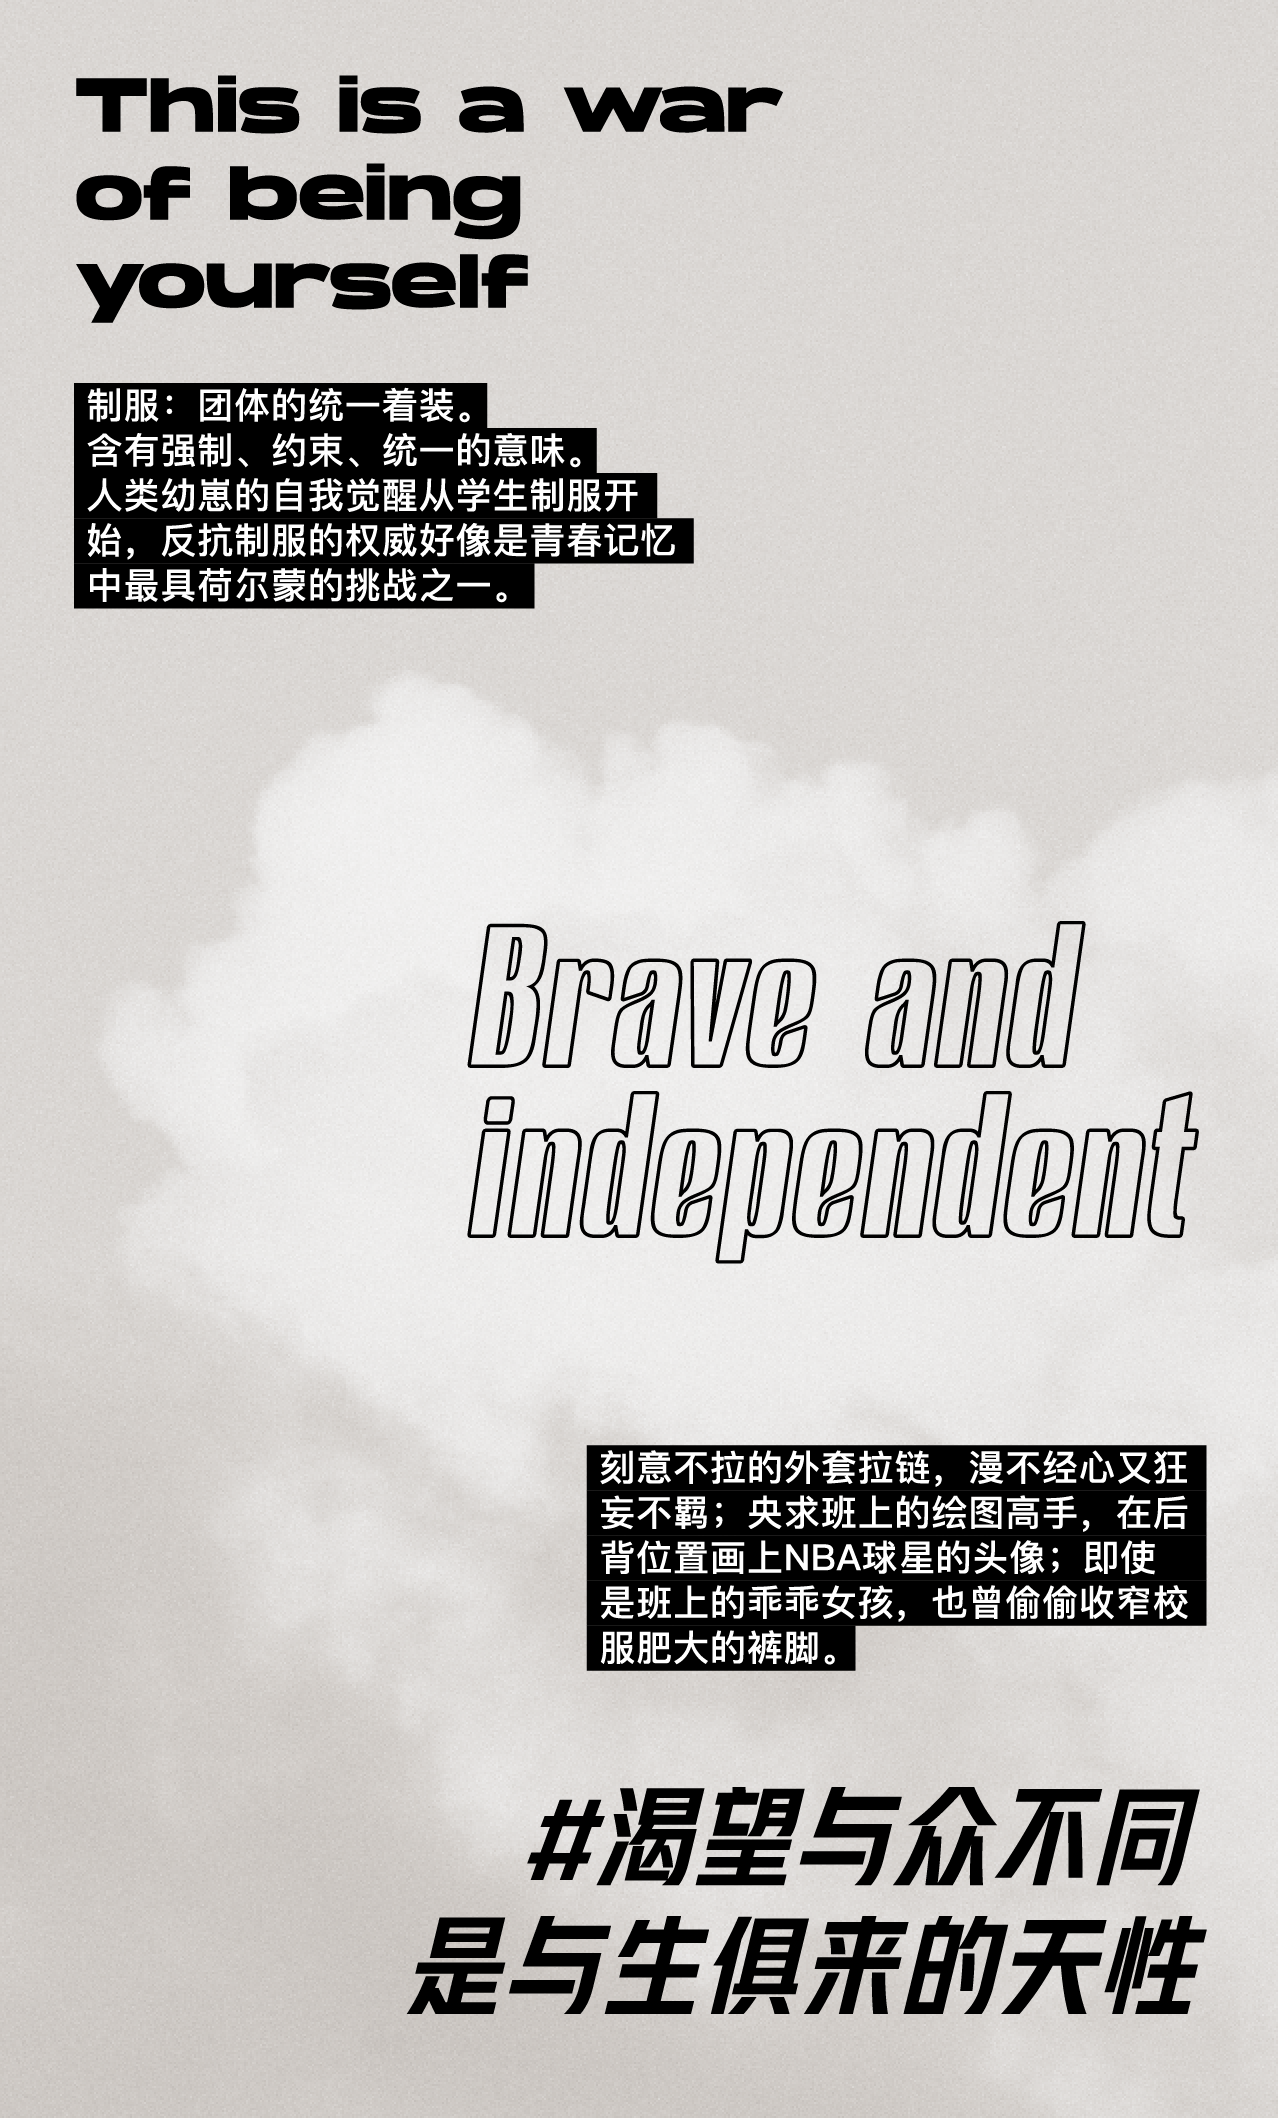 This is a war
of being
yourself
制服：团体的统一着装。
含有强制、约束、统一的意味。
人类幼崽的自我觉醒从学生制服开
始，反抗制服的权威好像是青春记忆
中最具荷尔蒙的挑战之一。
Brave and
independent
刻意不拉的外套拉链，漫不经心又狂
妄不羁；央求班上的绘图高手，在后
背位置画上NBA球星的头像；即使
是班上的乖乖女孩，也曾偷偷收窄校
服肥大的裤脚。
#渴望与众不同
是与生俱来的天性